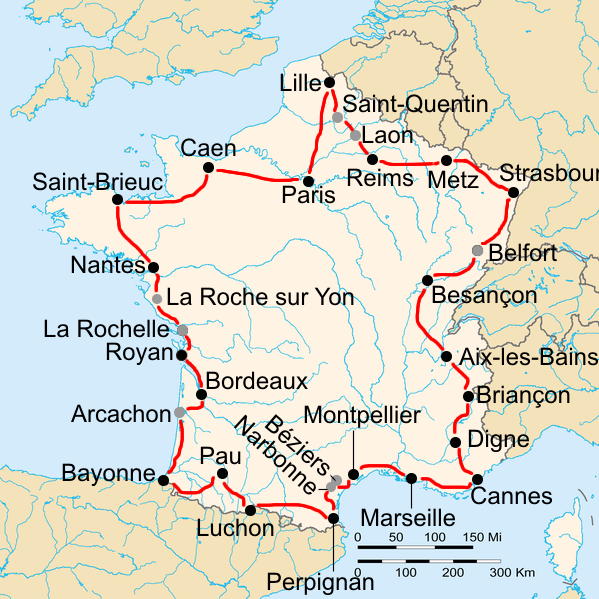 Lille
Saint-Quentin
Laon
Caen
Reims
Metz
Strasbour
Paris
Saint-Brieuc
Belfort
Nantes
Besançon
La Roche sur Yon
La Rochelle
Royan
Aix-les-Bains
Bordeaux
Briançon
Arcachon
Montpellier
Béziers
Narbonne
Digne
Pau
Bayonne
Cannes
Luchon
Marseille
Perpignan
0 50 100 150 Mi
0 100 200 300 Km